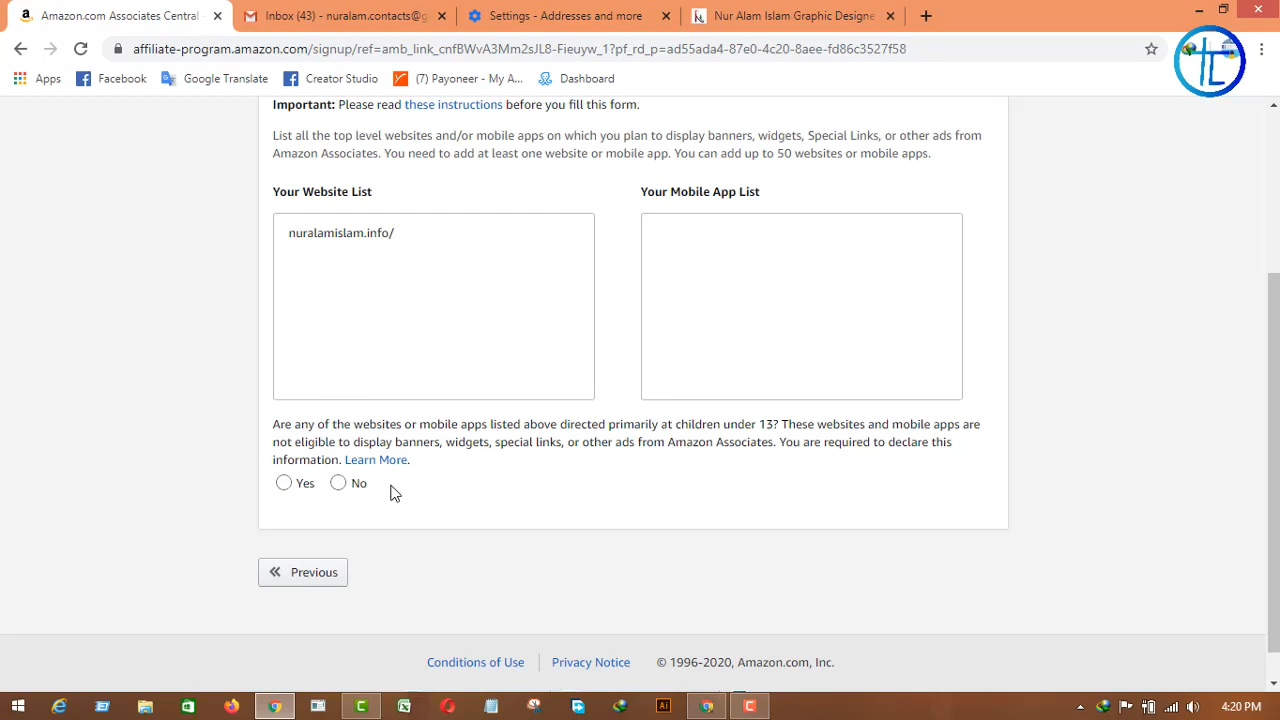 Amazon.com Associates Central -
Inbox (43) - nuralam.contacts@g
Settings - Addresses and more
Nur Alam Islam Graphic Designe
affiliate-program.amazon.com/signup/ref=amb_link_cnfBWvA3Mm2sJL8-Fieuyw_1?pf_rd_p=ad55ada4-87e0-4c20-8aee-fd86c3527f58
Apps
Facebook
Google Translate
Creator Studio
(7) Payoneer - My A...
Dashboard
Important: Please read these instructions before you fill this form.
List all the top level websites and/or mobile apps on which you plan to display banners, widgets, Special Links, or other ads from
Amazon Associates. You need to add at least one website or mobile app. You can add up to 50 websites or mobile apps.
Your Website List
Your Mobile App List
nuralamislam.info/
Are any of the websites or mobile apps listed above directed primarily at children under 13? These websites and mobile apps are
not eligible to display banners, widgets, special links, or other ads from Amazon Associates. You are required to declare this
information. Learn More.
Yes
No
Previous
Conditions of Use
Privacy Notice
© 1996-2020, Amazon.com, Inc.
4:20 PM